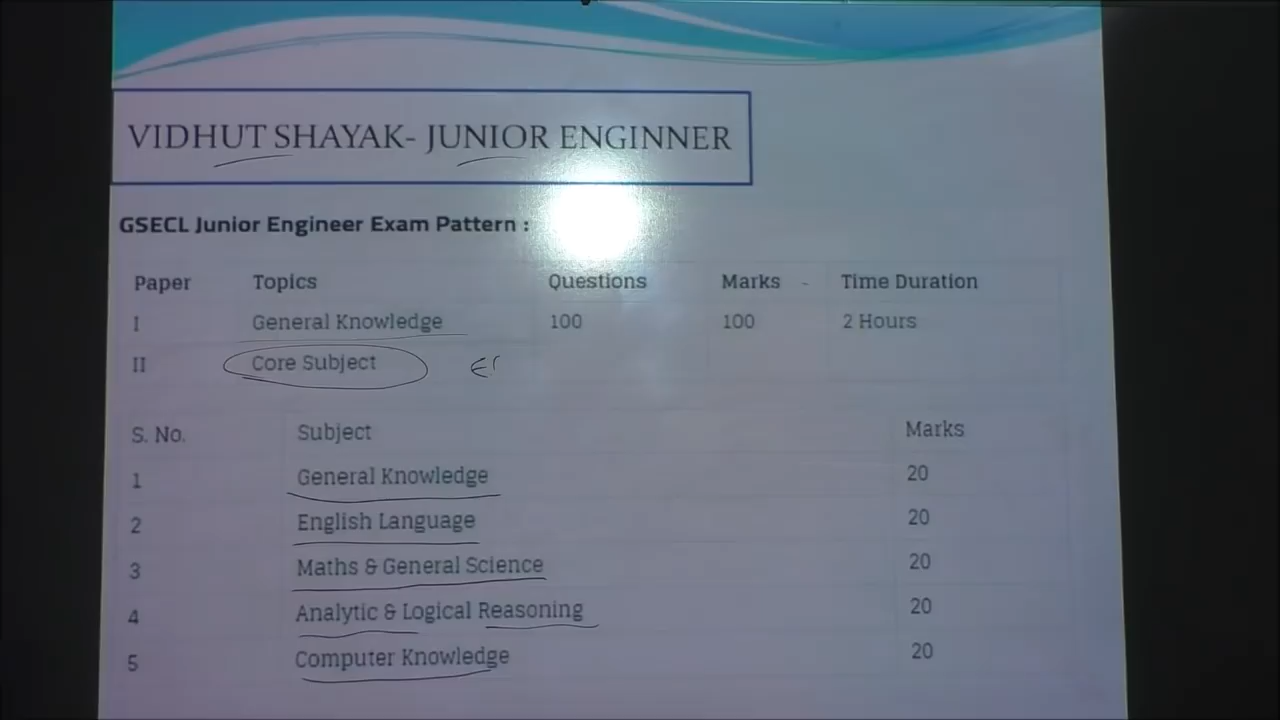 VIDHUT SHAYAK- JUNIOR ENGINNER
GSECL Junior Engineer Exam Pattern :
Paper Topics Questions Marks Time Duration
I General Knowledge 100 100 2 Hours
II Core Subject
S. No. Subject Marks
1 General Knowledge 20
2 English Language 20
3 Maths & General Science 20
4 Analytic & Logical Reasoning 20
5 Computer Knowledge 20